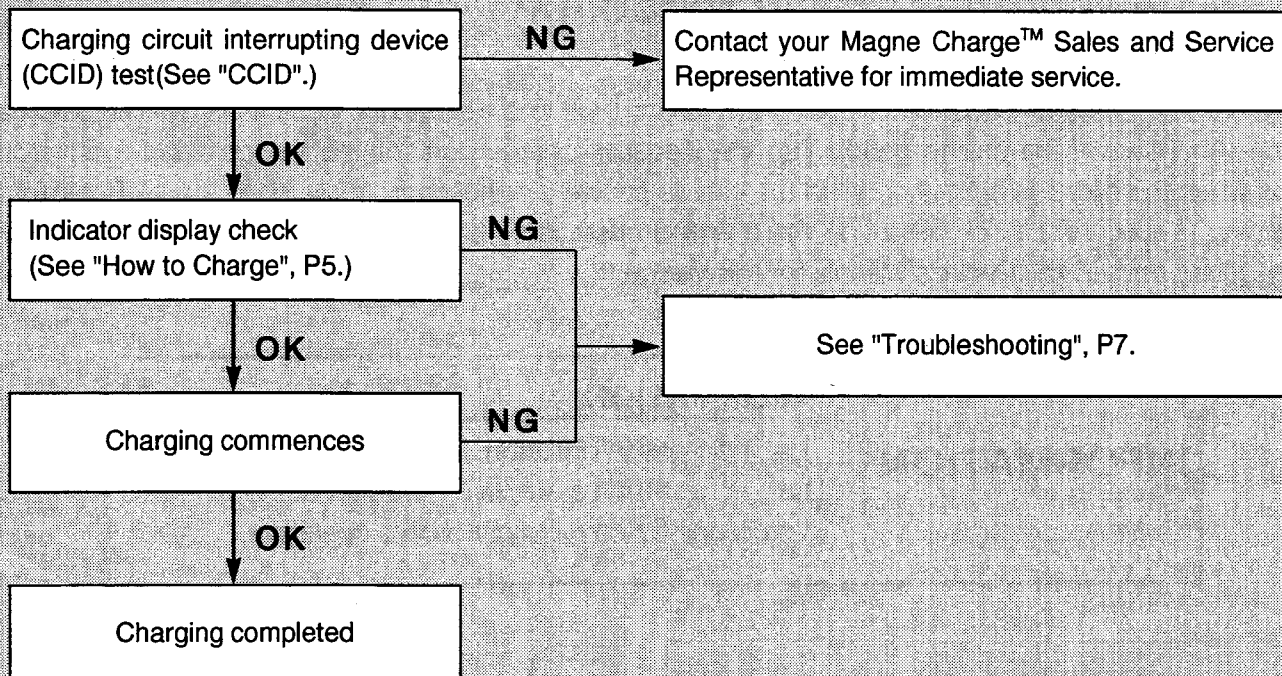 Charging circuit interrupting device
(CCID) test(See "CCID".)
NG
Contact your Magne Charge™ Sales and Service
Representative for immediate service.
OK
Indicator display check
(See "How to Charge", P5.)
NG
OK
See "Troubleshooting", P7.
Charging commences
NG
OK
Charging completed